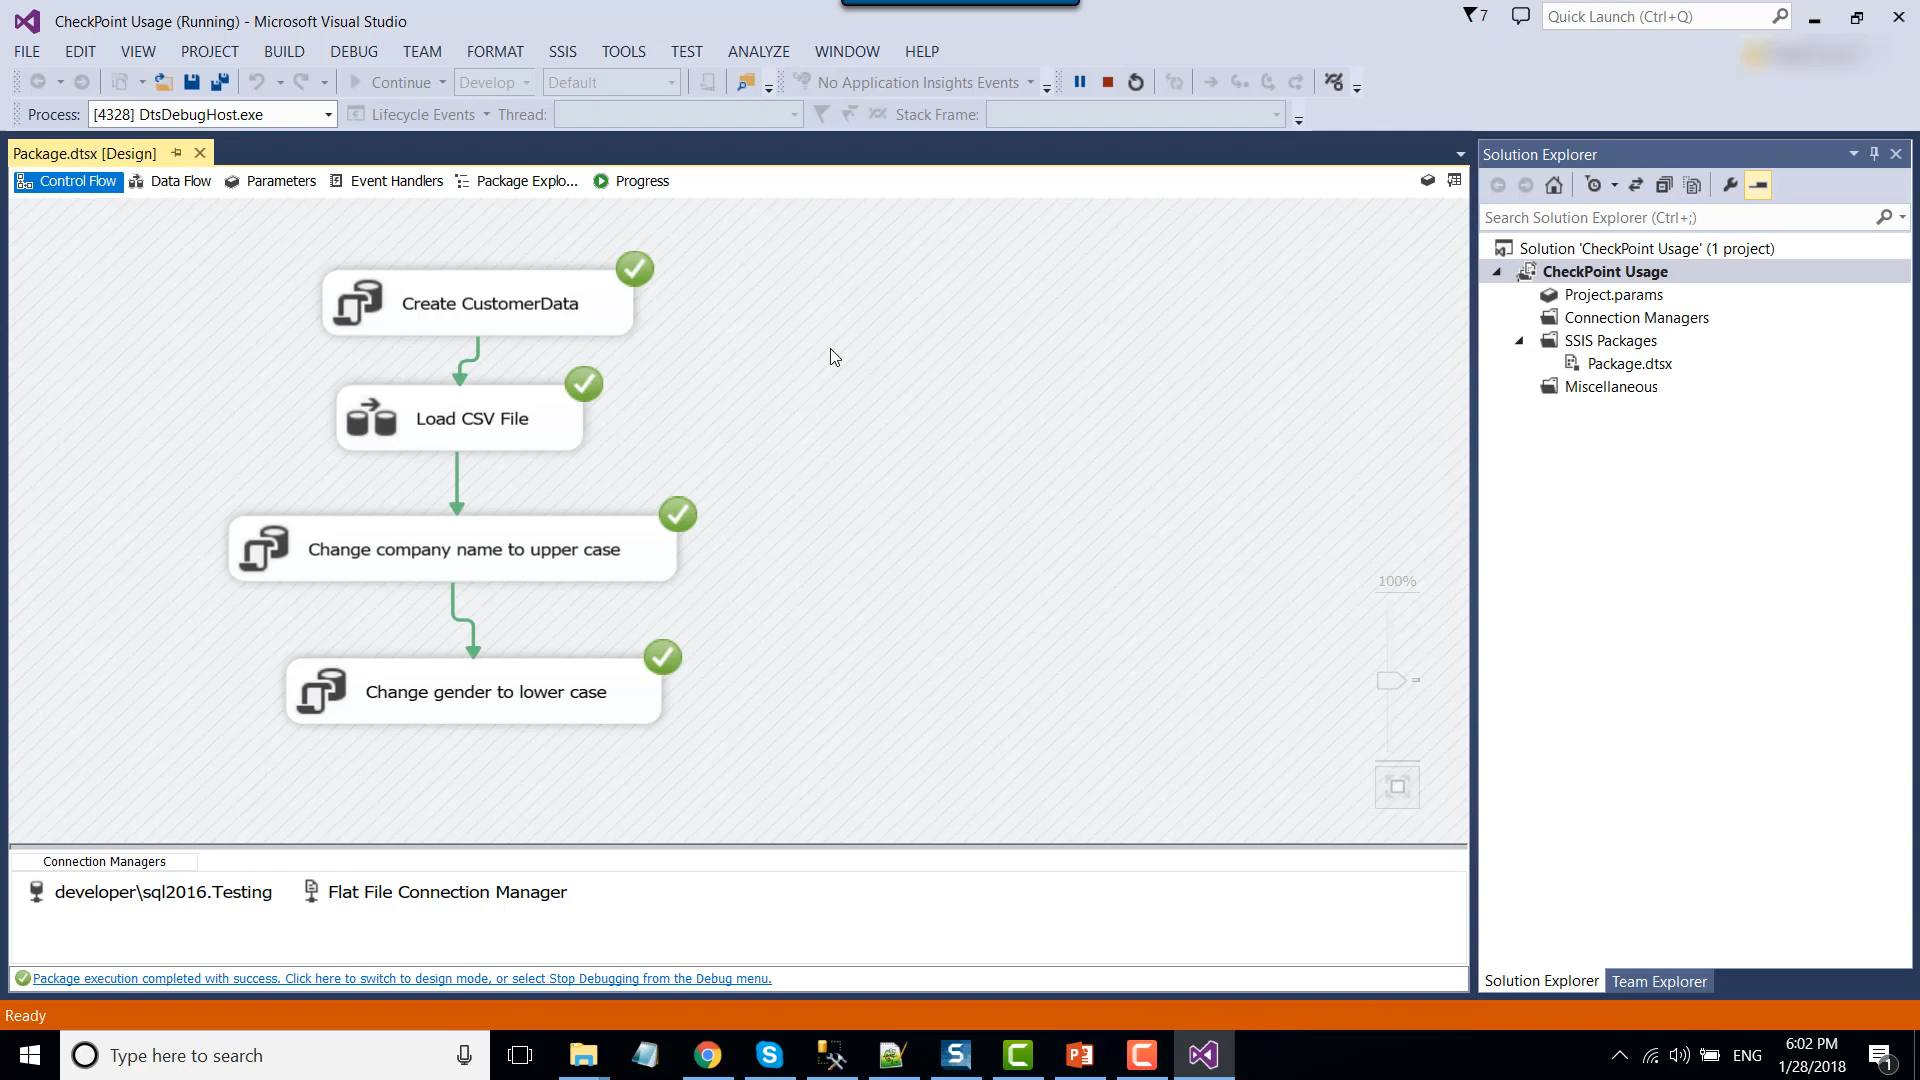 CheckPoint Usage (Running) - Microsoft Visual Studio
7
Quick Launch (Ctrl+Q)
FILE EDIT VIEW PROJECT BUILD DEBUG TEAM FORMAT SSIS TOOLS TEST ANALYZE WINDOW HELP
Continue Develop Default No Application Insights Events
Process: [4328] DtsDebugHost.exe Lifecycle Events Thread: Stack Frame:
Package.dtsx [Design]
Control Flow Data Flow Parameters Event Handlers Package Explo... Progress
Create CustomerData
Load CSV File
Change company name to upper case
Change gender to lower case
100%
Connection Managers
developer\sql2016.Testing Flat File Connection Manager
Package execution completed with success. Click here to switch to design mode, or select Stop Debugging from the Debug menu.
Solution Explorer
Search Solution Explorer (Ctrl+;)
Solution 'CheckPoint Usage' (1 project)
CheckPoint Usage
Project.params
Connection Managers
SSIS Packages
Package.dtsx
Miscellaneous
Solution Explorer Team Explorer
Ready
Type here to search
ENG
6:02 PM
1/28/2018
1